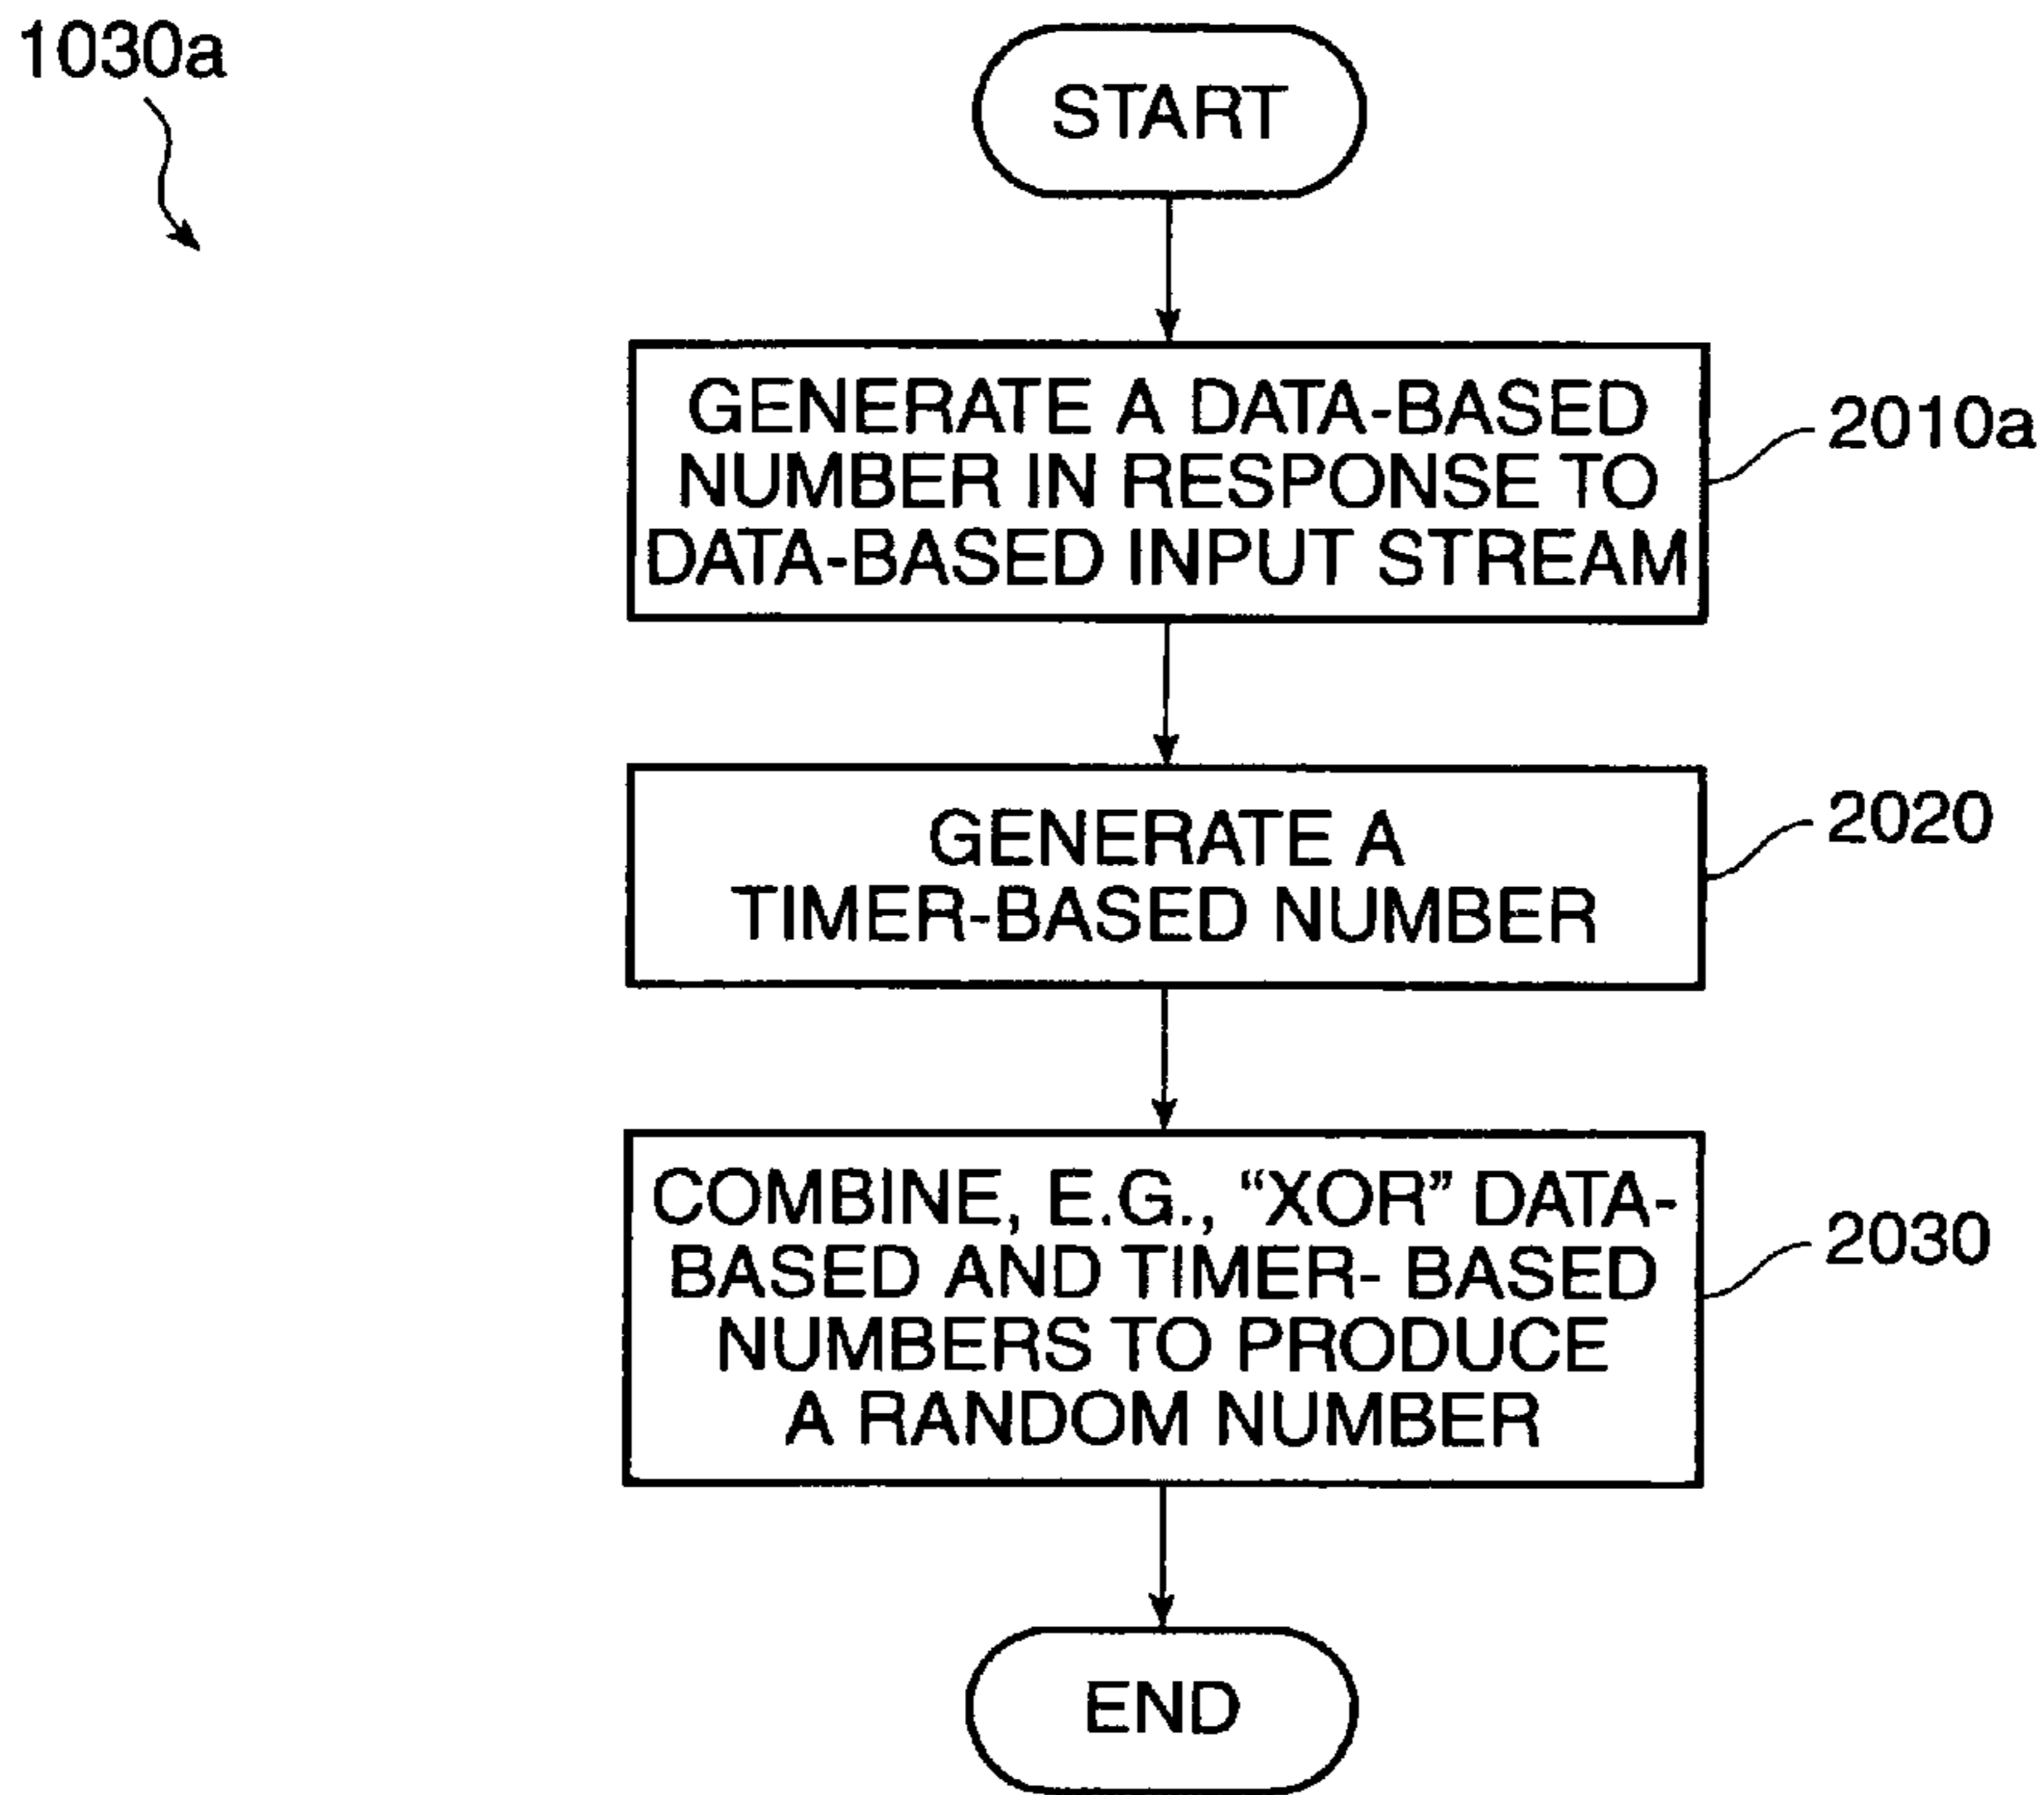 1030a
START
GENERATE A DATA-BASED
NUMBER IN RESPONSE TO
DATA-BASED INPUT STREAM
2010a
GENERATE A
TIMER-BASED NUMBER
2020
COMBINE, E.G., “XOR” DATA-
BASED AND TIMER- BASED
NUMBERS TO PRODUCE
A RANDOM NUMBER
2030
END